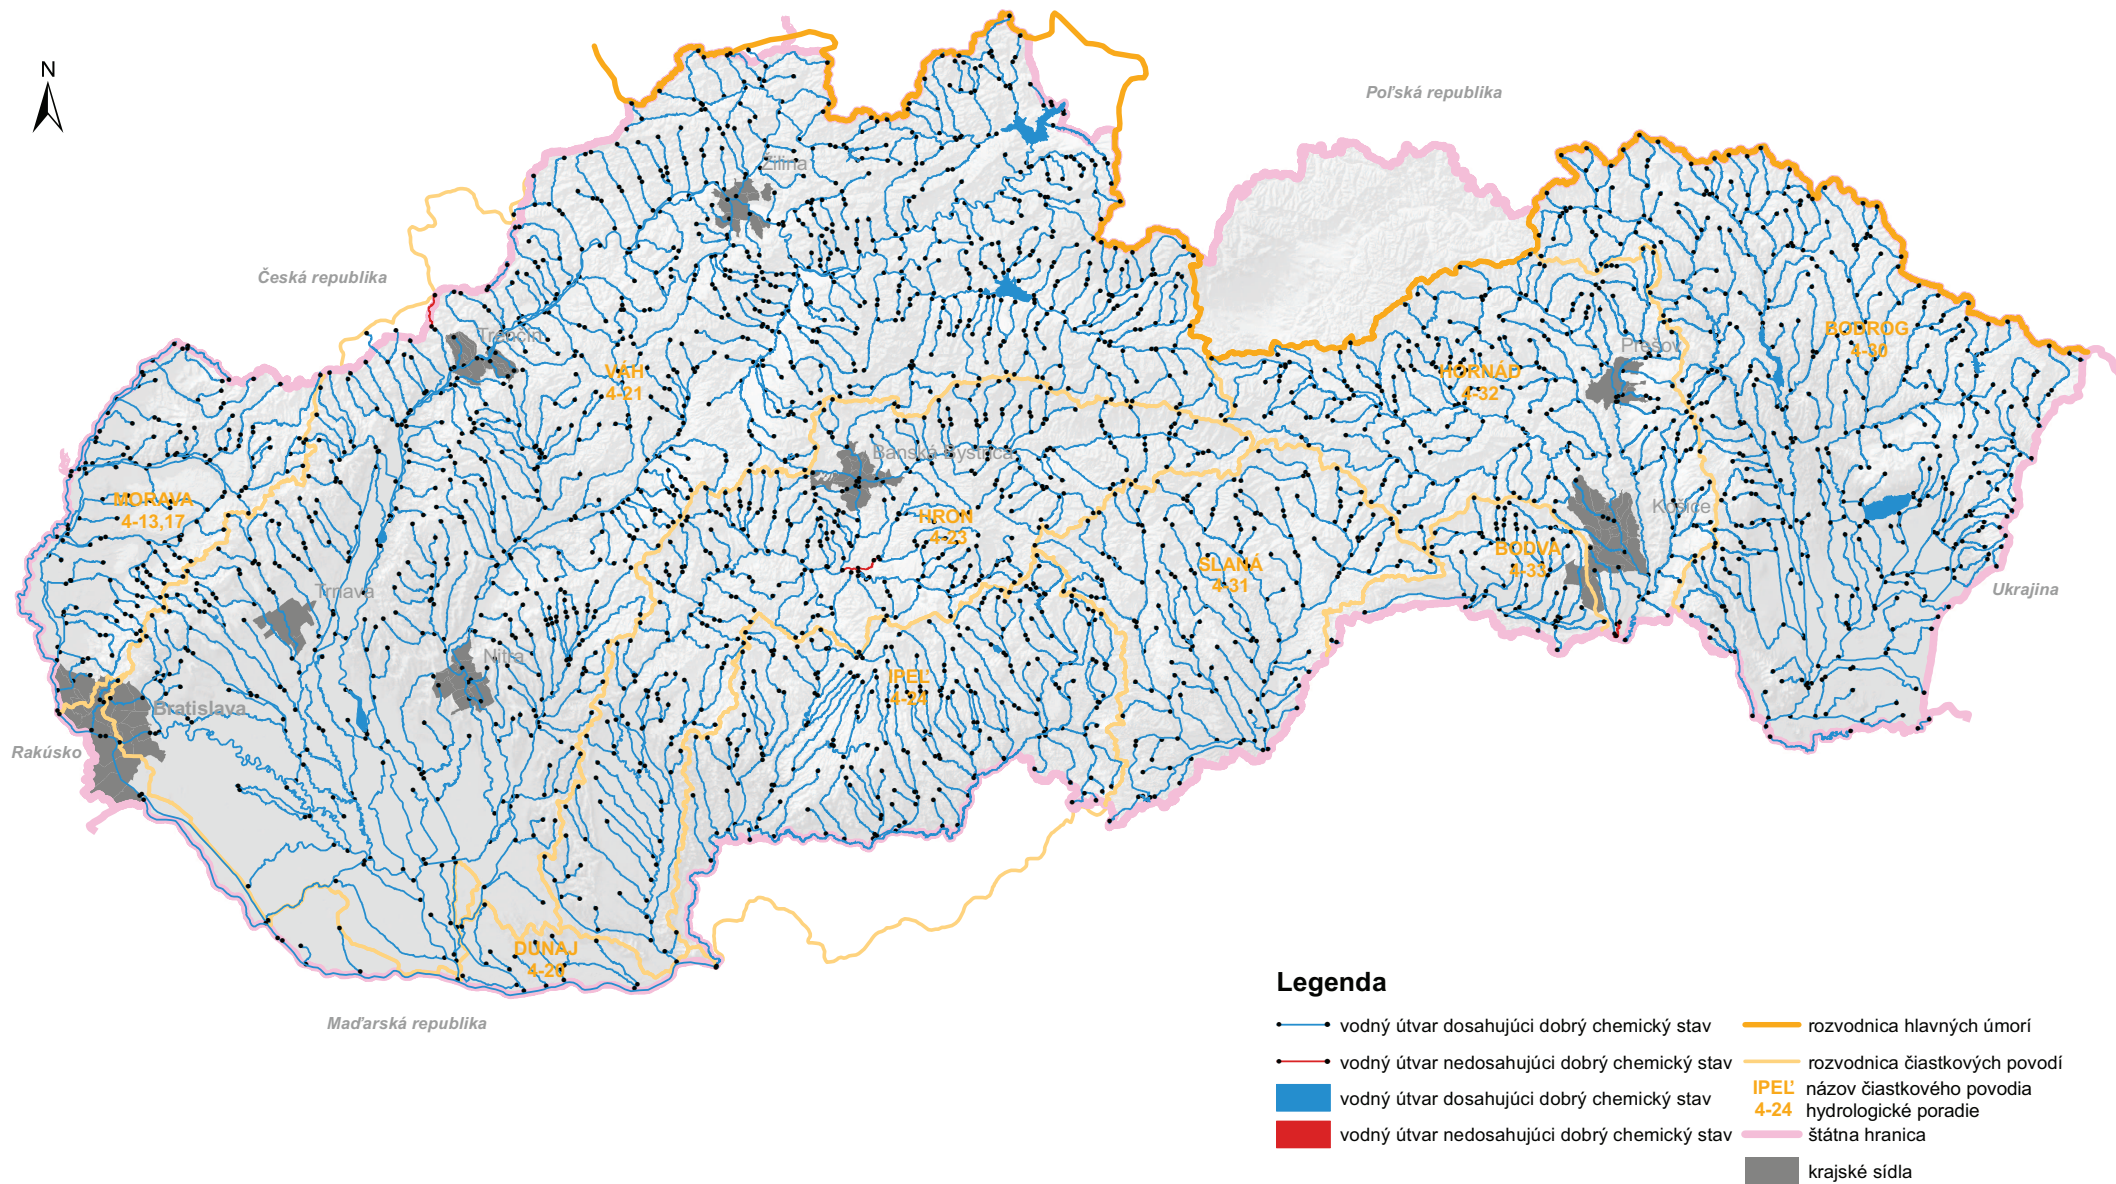 N
Poľská republika
Žilina
Česká republika
Trenčín
BODROG
4-30
Prešov
VÁH
4-21
HORNÁD
4-32
Banská Bystrica
MORAVA
4-13,17
Košice
HRON
4-23
BODVA
4-33
SLANÁ
4-31
Trnava
Ukrajina
Nitra
IPEĽ
4-24
Bratislava
Rakúsko
DUNAJ
4-20
Maďarská republika
Legenda
vodný útvar dosahujúci dobrý chemický stav
vodný útvar nedosahujúci dobrý chemický stav
vodný útvar dosahujúci dobrý chemický stav
vodný útvar nedosahujúci dobrý chemický stav
rozvodnica hlavných úmorí
rozvodnica čiastkových povodí
IPEĽ názov čiastkového povodia
4-24 hydrologické poradie
štátna hranica
krajské sídla